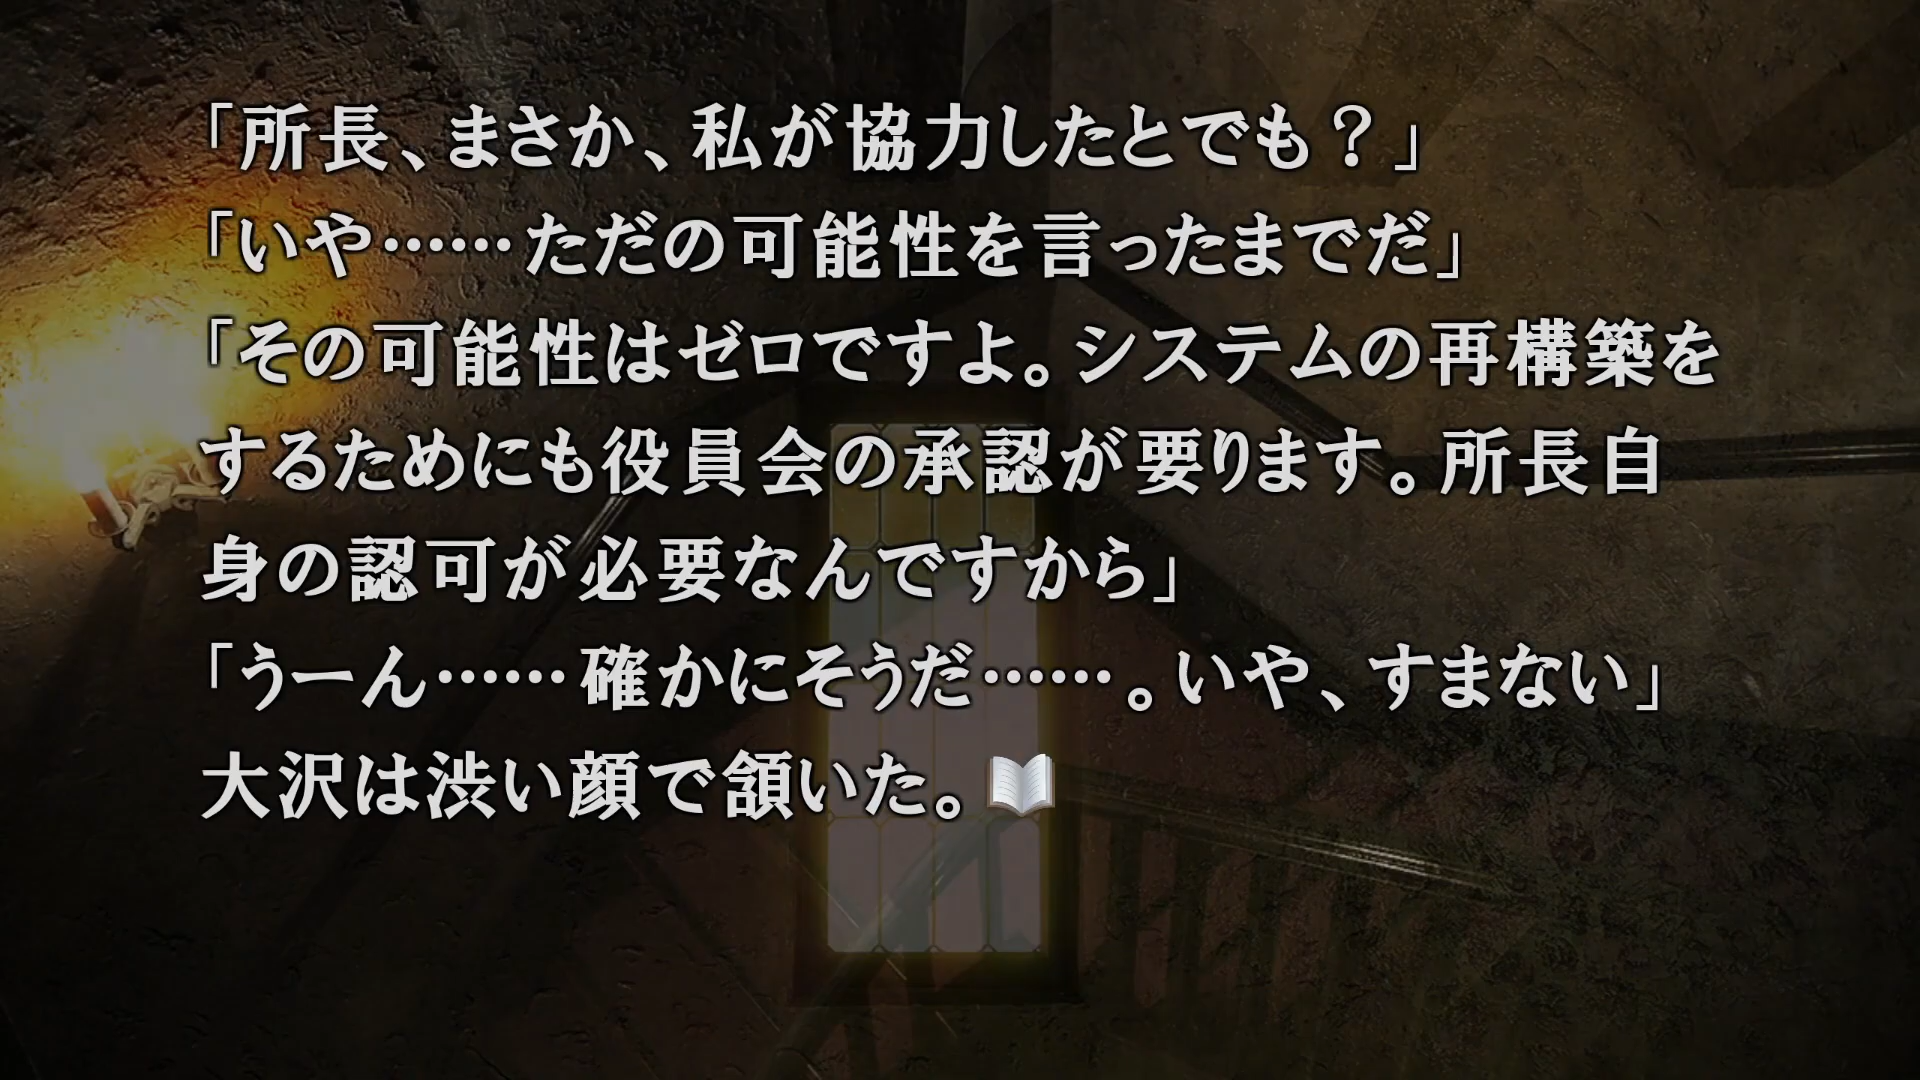 「所長、まさか、私が協力したとでも？」
「いや……ただの可能性を言ったまでだ」
「その可能性はゼロですよ。システムの再構築を
するためにも役員会の承認が要ります。所長自
身の認可が必要なんですから」
「うーん……確かにそうだ……。いや、すまない」
大沢は渋い顔で頷いた。